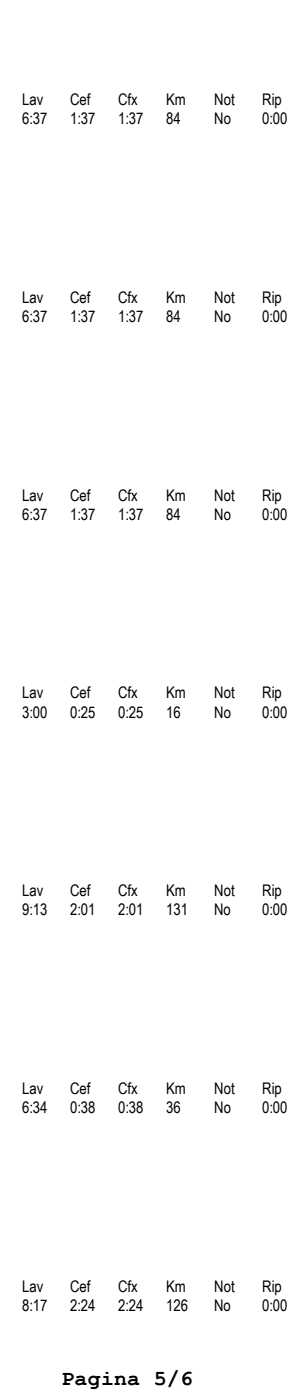 Lav Cef Cfx Km Not Rip
6:37 1:37 1:37 84 No 0:00
Lav Cef Cfx Km Not Rip
6:37 1:37 1:37 84 No 0:00
Lav Cef Cfx Km Not Rip
6:37 1:37 1:37 84 No 0:00
Lav Cef Cfx Km Not Rip
3:00 0:25 0:25 16 No 0:00
Lav Cef Cfx Km Not Rip
9:13 2:01 2:01 131 No 0:00
Lav Cef Cfx Km Not Rip
6:34 0:38 0:38 36 No 0:00
Lav Cef Cfx Km Not Rip
8:17 2:24 2:24 126 No 0:00
Pagina 5/6